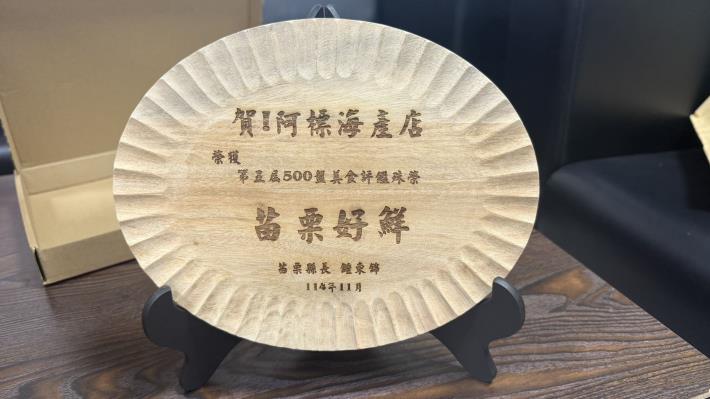 賀!阿標海產店
榮獲
第五屆500盤美食評鑑殊榮
苗栗好鮮
苗栗縣長 鍾東錦
114年11月